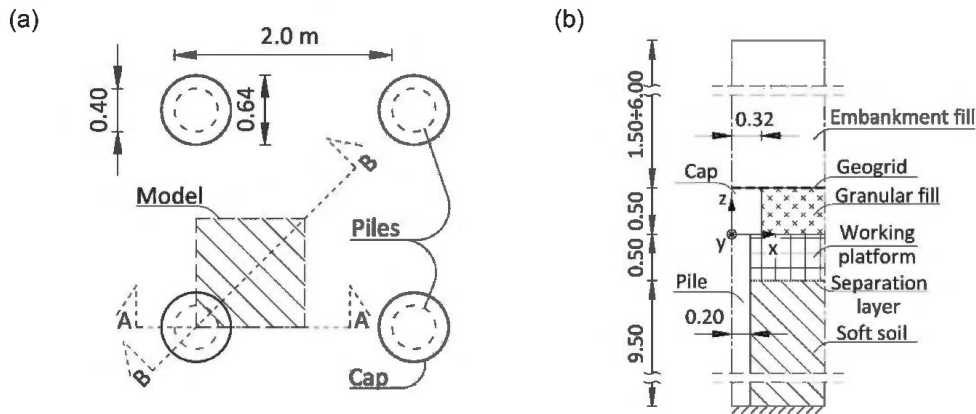 (a)
2.0 m
0.40
0.64
B
Model
Piles
A
A
B
Cap
(b)
1.50÷6.00
0.32
Embankment fill
Cap
Geogrid
z
Granular fill
0.50
y
x
Working
platform
0.50
Pile
Separation
layer
0.20
Soft soil
9.50